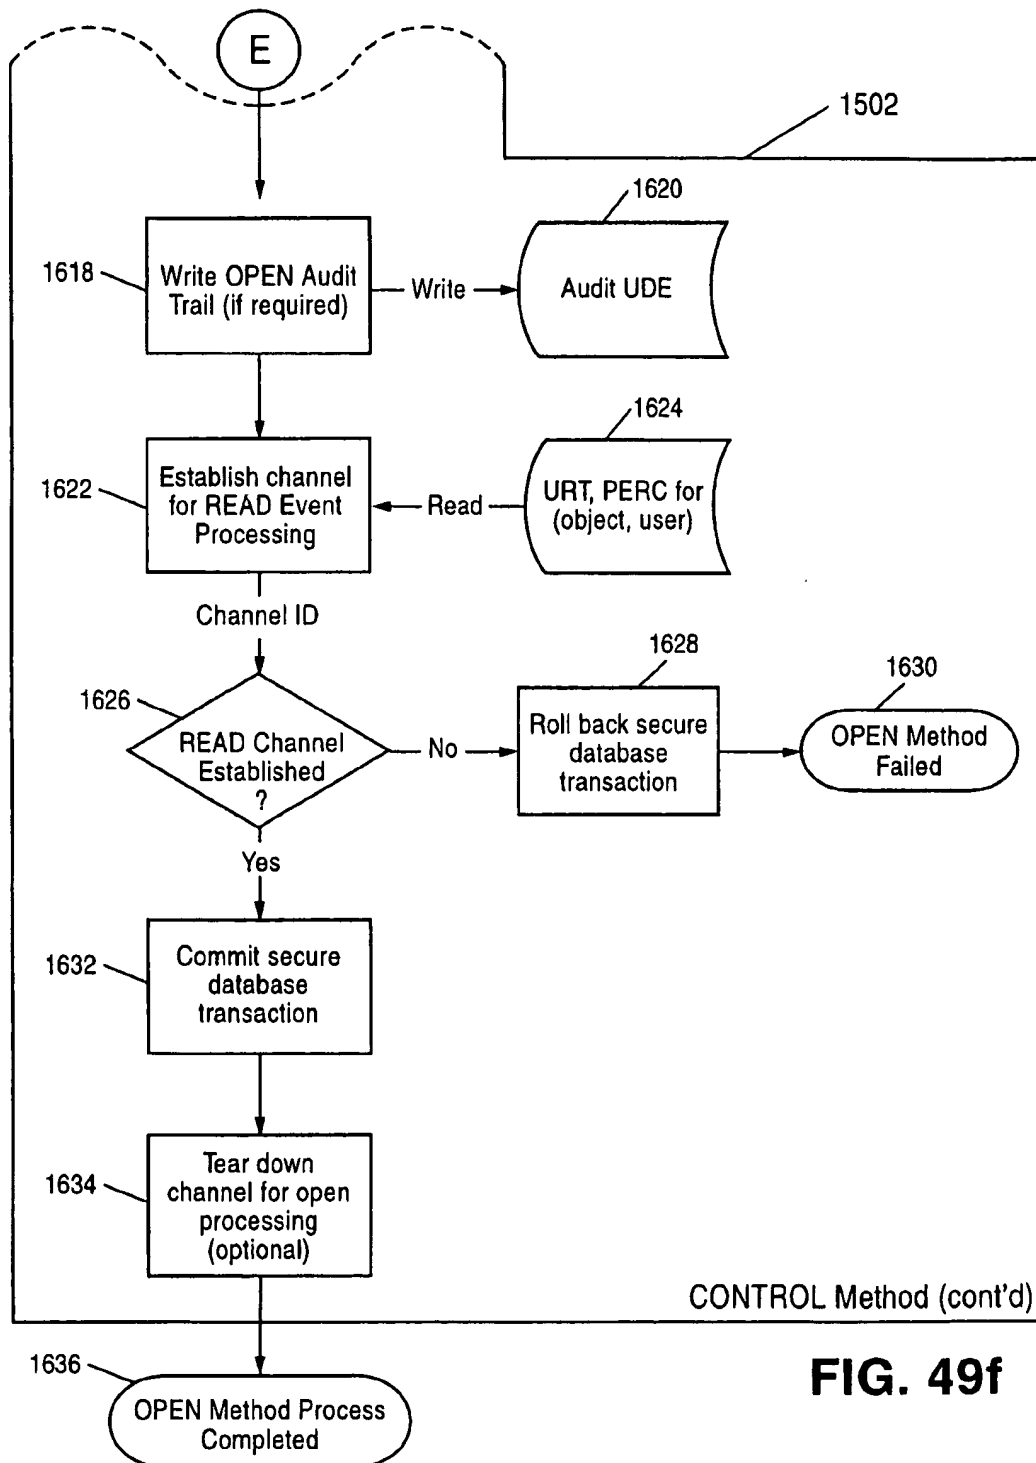 E
1502
1618
Write OPEN Audit
Trail (if required)
Write
1620
Audit UDE
1622
Establish channel
for READ Event
Processing
Read
1624
URT, PERC for
(object, user)
Channel ID
1626
READ Channel
Established
?
No
1628
Roll back secure
database
transaction
1630
OPEN Method
Failed
Yes
1632
Commit secure
database
transaction
1634
Tear down
channel for open
processing
(optional)
CONTROL Method (cont'd)
1636
OPEN Method Process
Completed
FIG. 49f